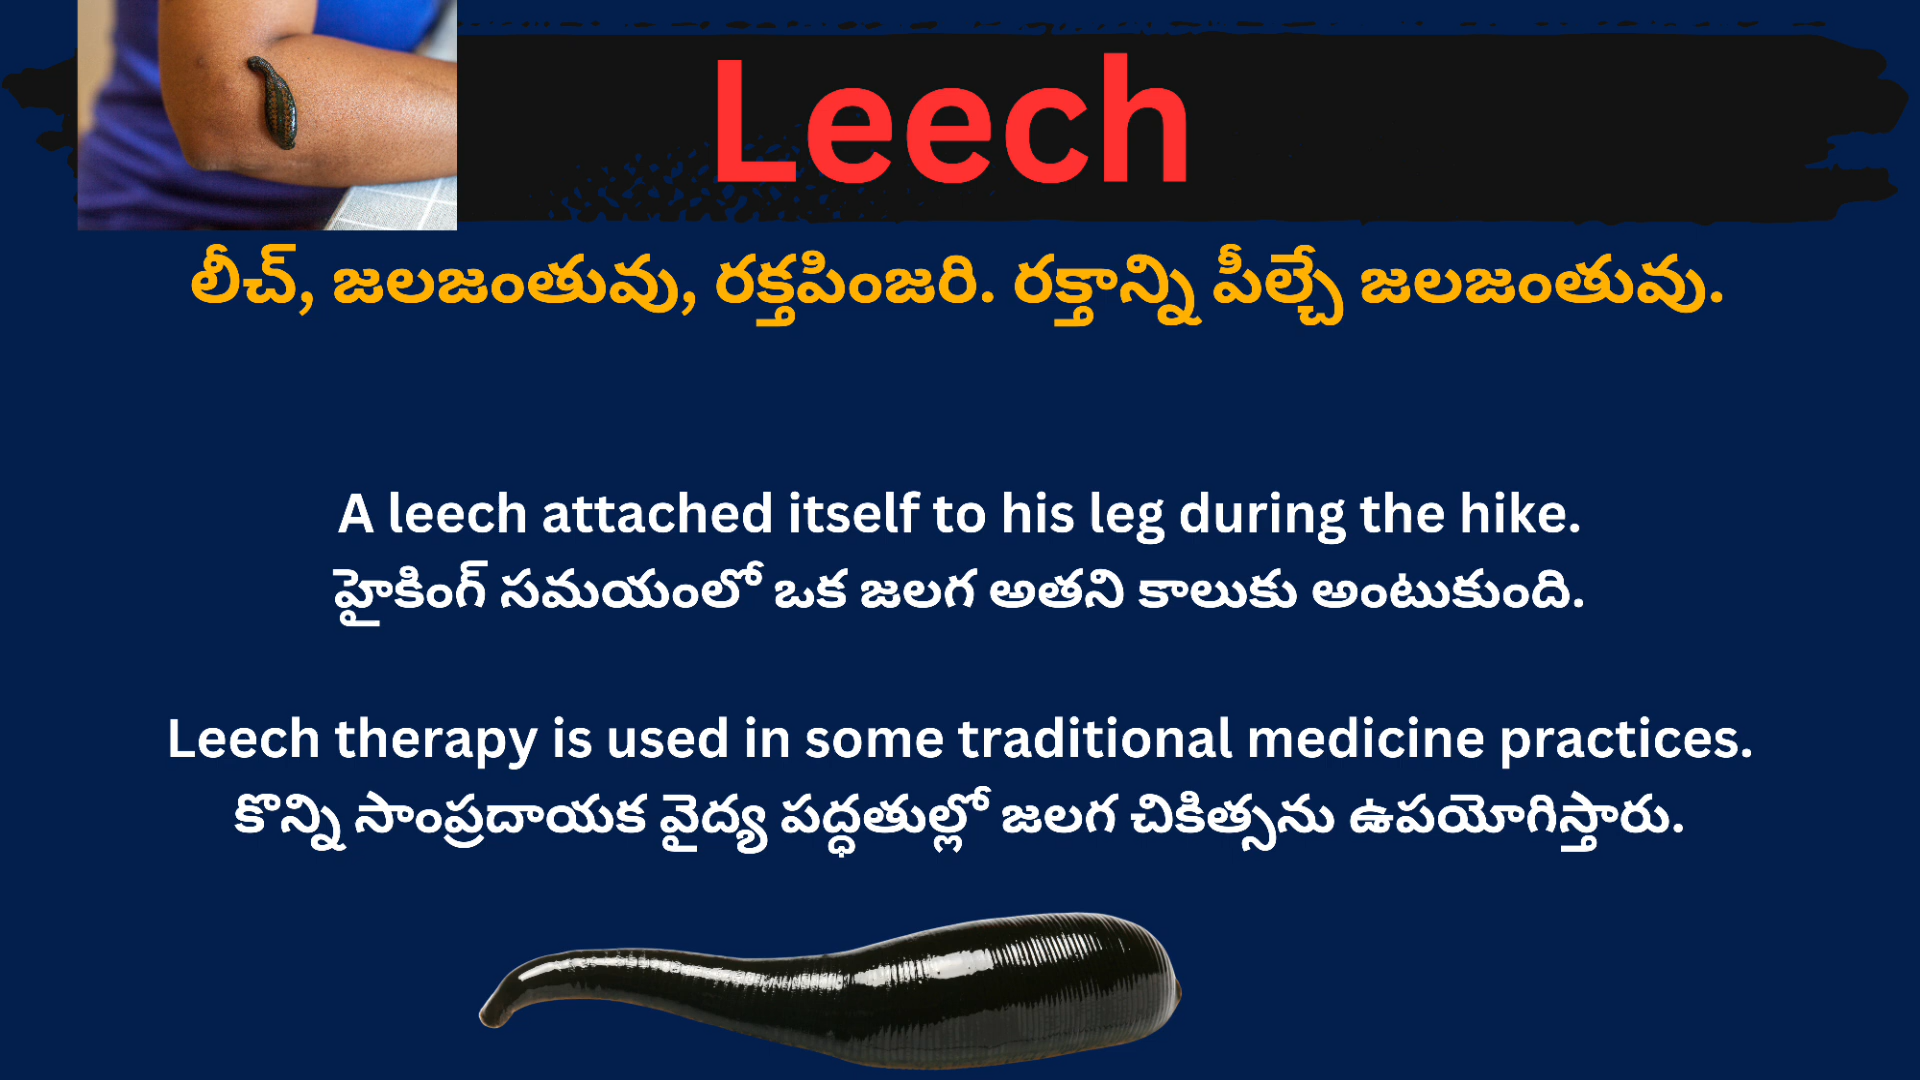 Leech
లీచ్, జలజంతువు, రక్తపింజరి. రక్తాన్ని పీల్చే జలజంతువు.
A leech attached itself to his leg during the hike.
హైకింగ్ సమయంలో ఒక జలగ అతని కాలుకు అంటుకుంది.
Leech therapy is used in some traditional medicine practices.
కొన్ని సాంప్రదాయక వైద్య పద్ధతుల్లో జలగ చికిత్సను ఉపయోగిస్తారు.